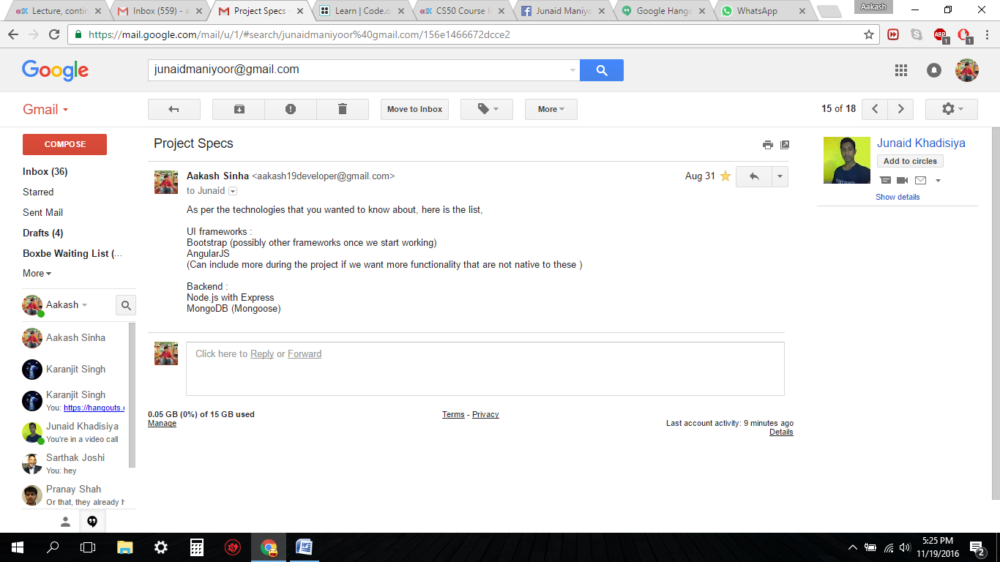 Lecture, contin
Inbox (559) - a
Project Specs -
Learn | Code.o
CS50 Course I
Junaid Maniyo
Google Hango
WhatsApp
Aakash
https://mail.google.com/mail/u/1/#search/junaidmaniyoor%40gmail.com/156e1466672dcce2
ABP
1
1
Google
junaidmaniyoor@gmail.com
Gmail
Move to Inbox
More
15 of 18
COMPOSE
Inbox (36)
Starred
Sent Mail
Drafts (4)
Boxbe Waiting List (...
More
Aakash
Aakash Sinha
Karanjit Singh
Karanjit Singh
You: https://hangouts.c
Junaid Khadisiya
You're in a video call
Sarthak Joshi
You: hey
Pranay Shah
Or that, they already h
Project Specs
Aakash Sinha <aakash19developer@gmail.com>
Aug 31
to Junaid
As per the technologies that you wanted to know about, here is the list,
UI frameworks :
Bootstrap (possibly other frameworks once we start working)
AngularJS
(Can include more during the project if we want more functionality that are not native to these )
Backend :
Node.js with Express
MongoDB (Mongoose)
Click here to Reply or Forward
0.05 GB (0%) of 15 GB used
Manage
Terms - Privacy
Last account activity: 9 minutes ago
Details
Junaid Khadisiya
Add to circles
Show details
5:25 PM
11/19/2016
2